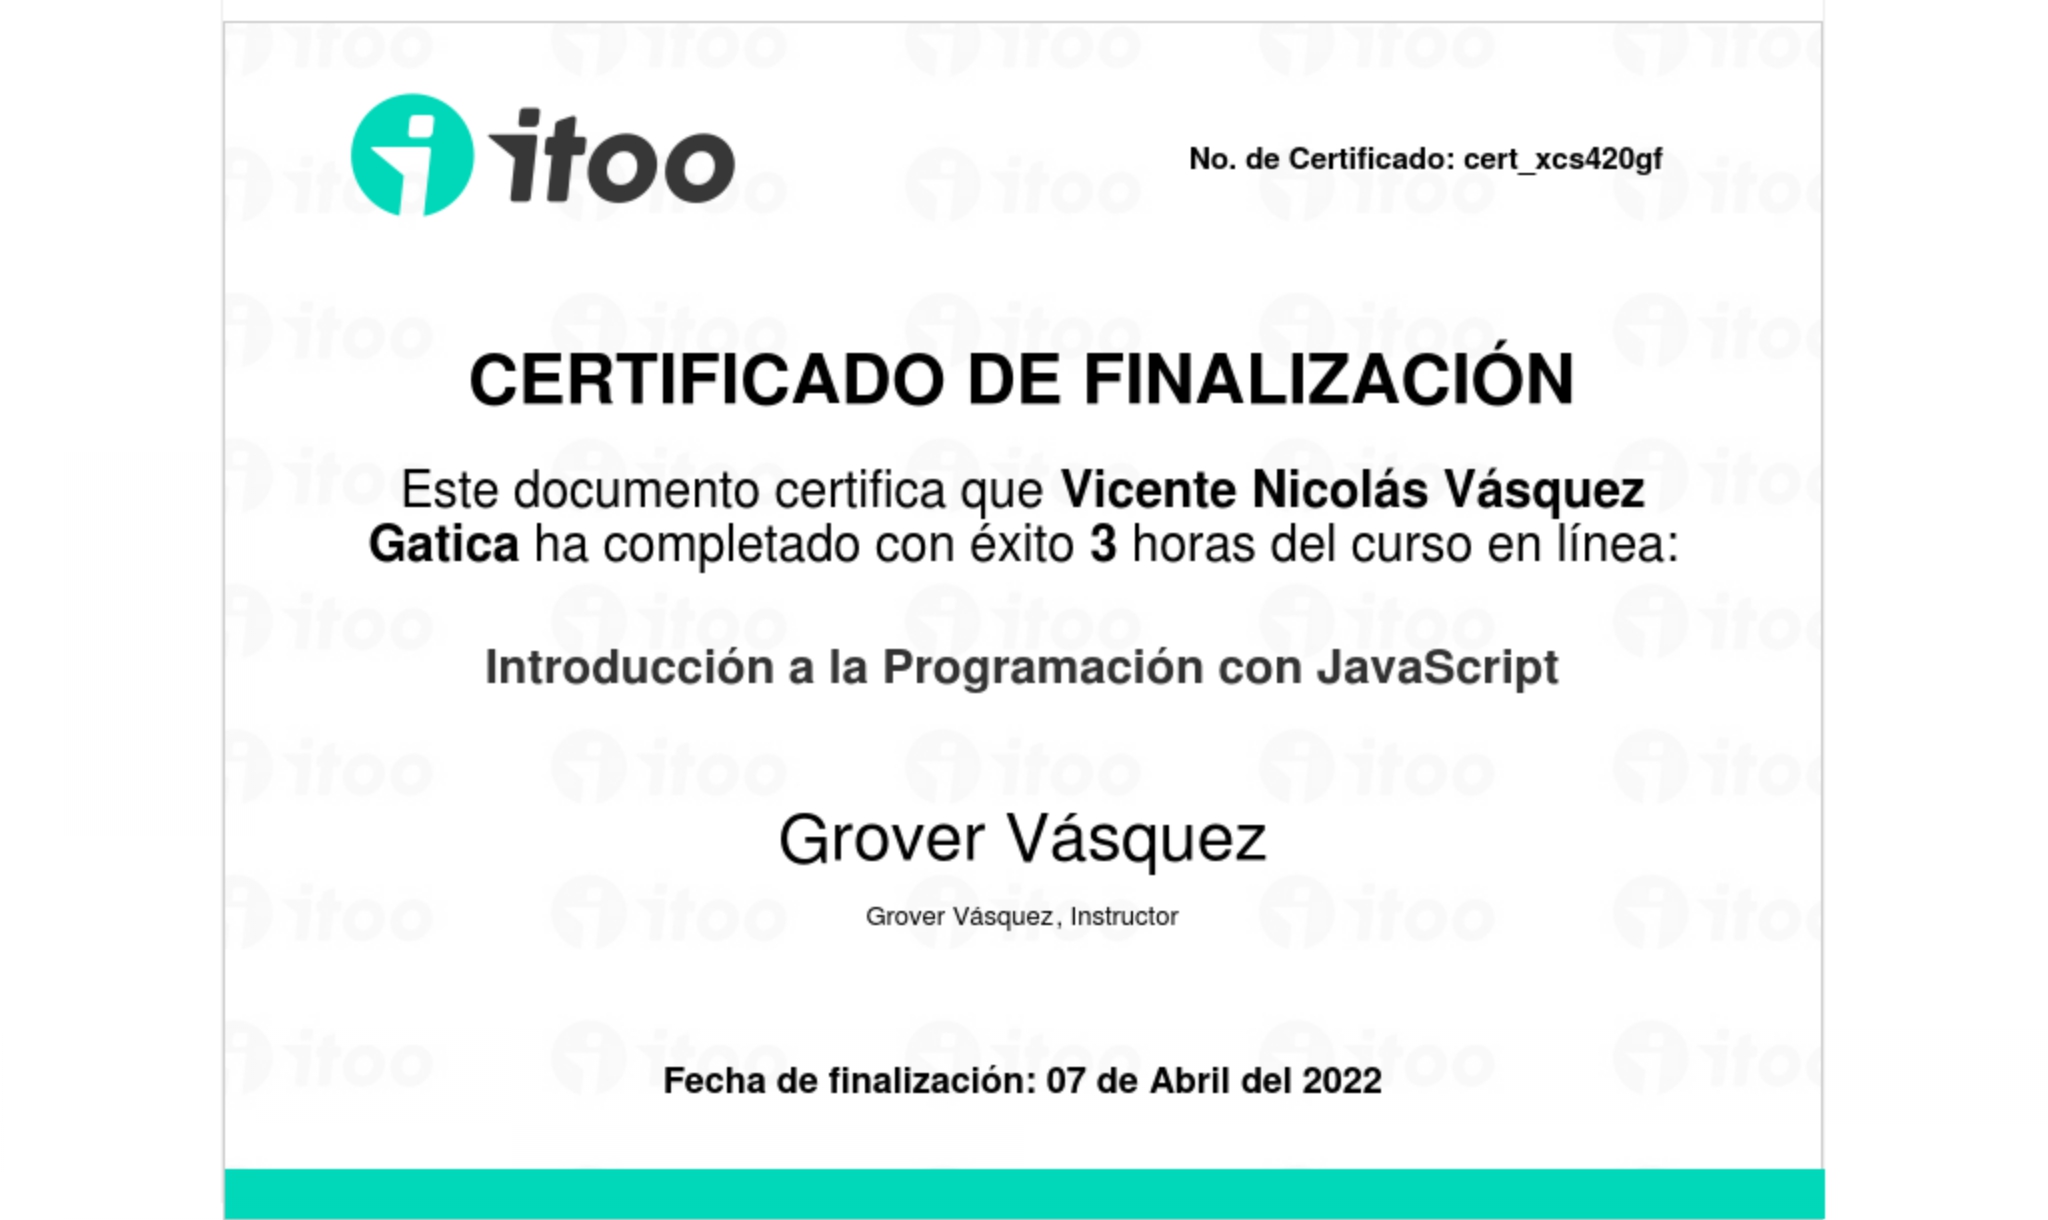 itoo
No. de Certificado: cert_xcs420gf
CERTIFICADO DE FINALIZACIÓN
Este documento certifica que Vicente Nicolás Vásquez
Gatica ha completado con éxito 3 horas del curso en línea:
Introducción a la Programación con JavaScript
Grover Vásquez
Grover Vásquez, Instructor
Fecha de finalización: 07 de Abril del 2022